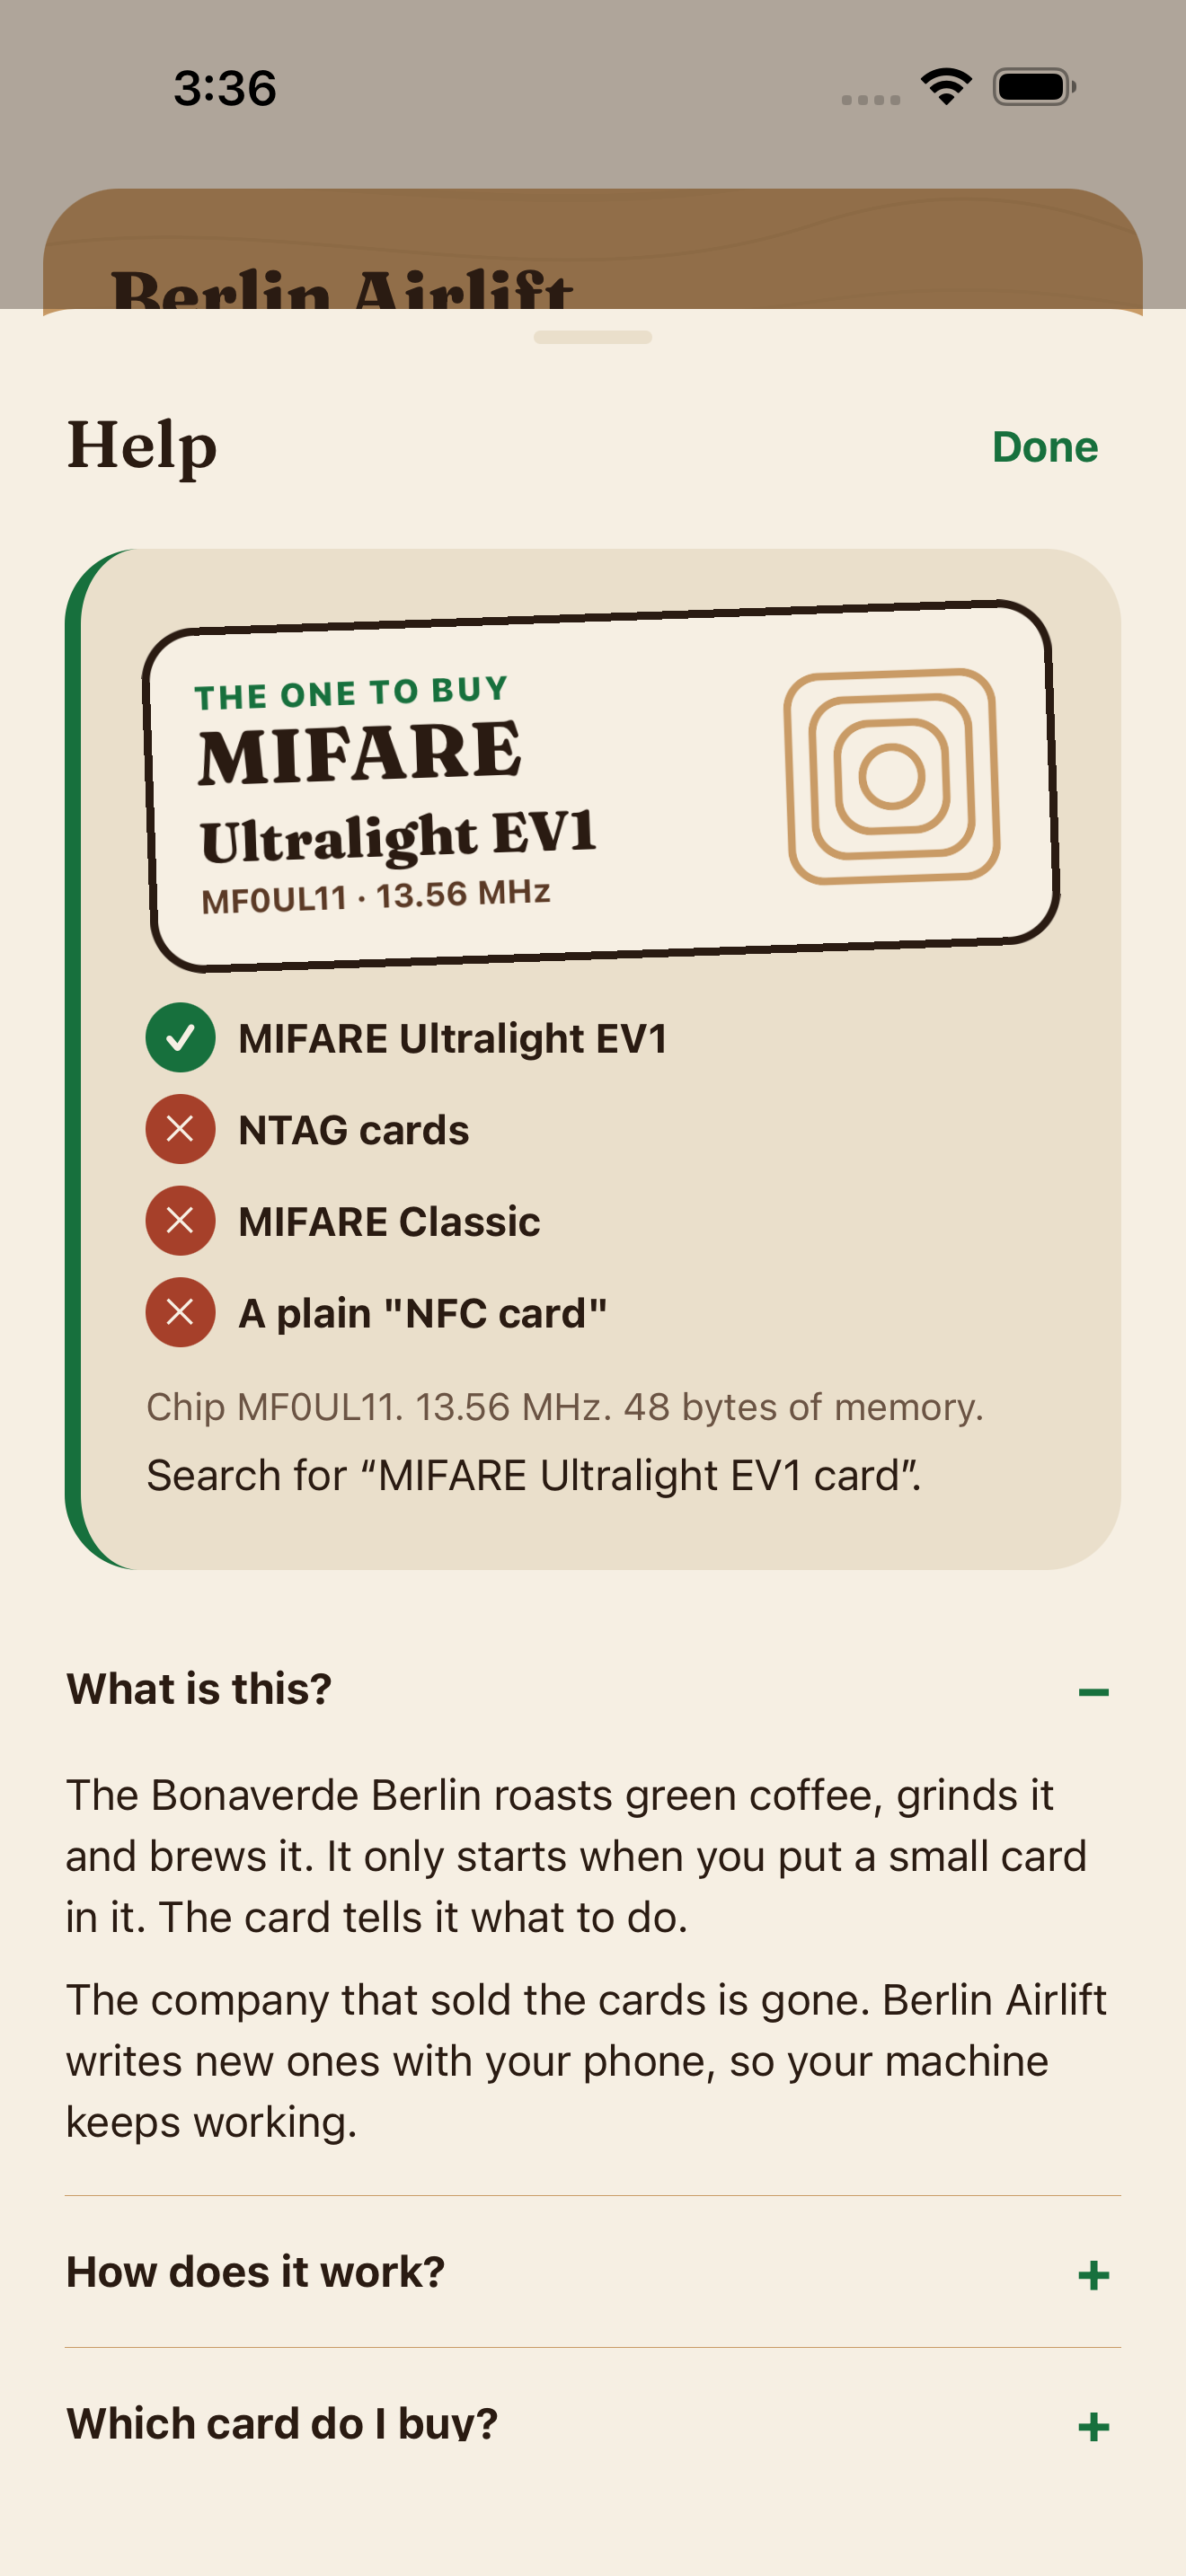 3:36
Berlin Airlift
Help
Done
THE ONE TO BUY
MIFARE
Ultralight EV1
MF0UL11 · 13.56 MHz
MIFARE Ultralight EV1
NTAG cards
MIFARE Classic
A plain "NFC card"
Chip MF0UL11. 13.56 MHz. 48 bytes of memory.
Search for “MIFARE Ultralight EV1 card”.
What is this?
The Bonaverde Berlin roasts green coffee, grinds it
and brews it. It only starts when you put a small card
in it. The card tells it what to do.
The company that sold the cards is gone. Berlin Airlift
writes new ones with your phone, so your machine
keeps working.
How does it work?
Which card do I buy?